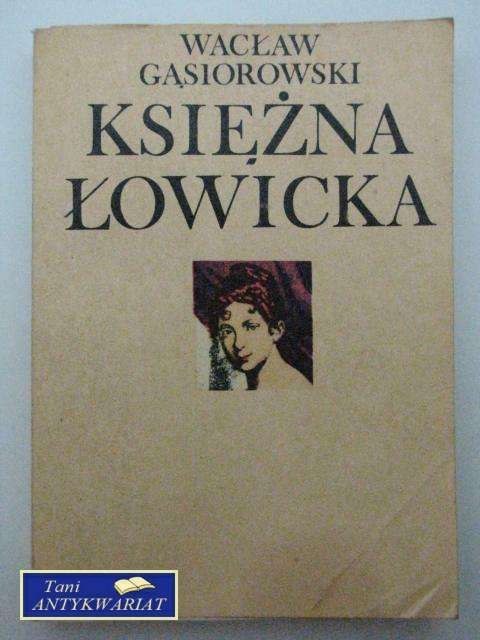 WACŁAW
GĄSIOROWSKI
KSIĘŻNA
ŁOWICKA
Tani
ANTYKWARIAT